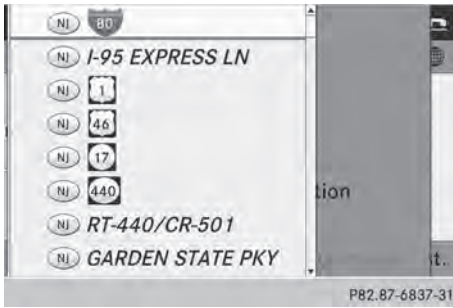 NJ 80
NJ I-95 EXPRESS LN
NJ 1
NJ 46
NJ 17
NJ 440
tion
NJ RT-440/CR-501
NJ GARDEN STATE PKY
t.
P82.87-6837-31